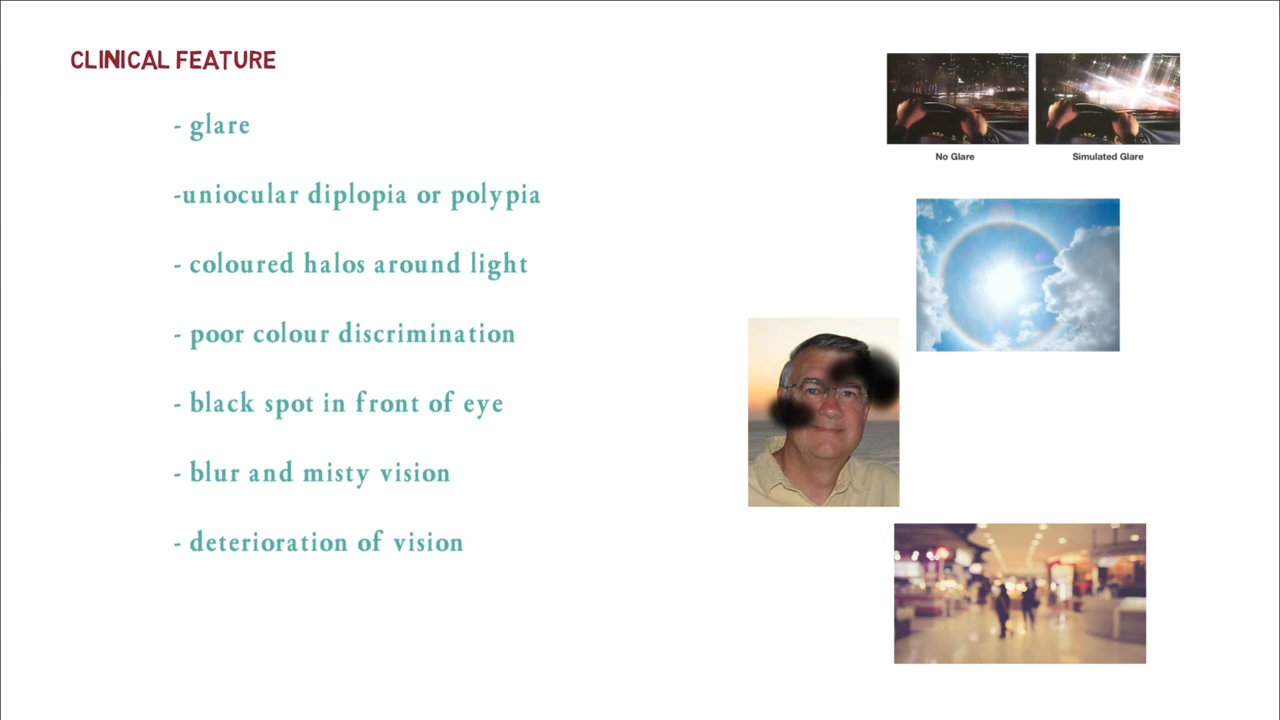 CLINICAL FEATURE
- glare
-uniocular diplopia or polypia
- coloured halos around light
- poor colour discrimination
- black spot in front of eye
- blur and misty vision
- deterioration of vision
No Glare
Simulated Glare